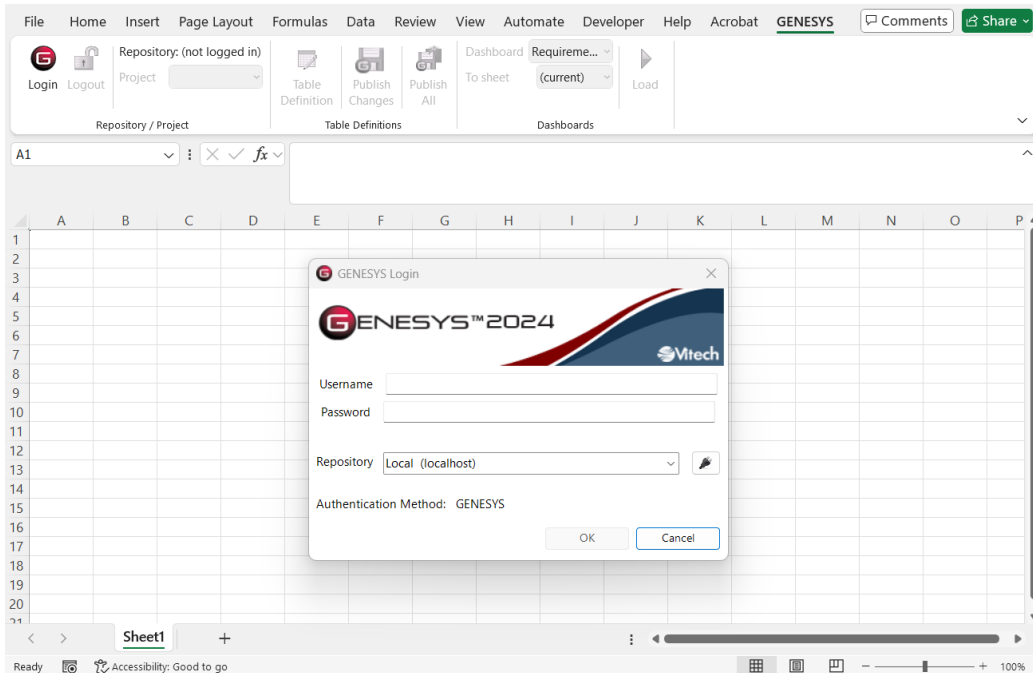 File Home Insert Page Layout Formulas Data Review View Automate Developer Help Acrobat GENESYS Comments Share
Repository: (not logged in) Dashboard Requireme...
Project To sheet (current)
Login Logout Table Definition Publish Changes Publish All Load
Repository / Project Table Definitions Dashboards
A1 fx
A B C D E F G H I J K L M N O P
1
2
3
GENESYS Login
4
5
GENESYS™2024
6
7
Vitech
8
Username
9
10
Password
11
12
13
Repository Local (localhost)
14
15
Authentication Method: GENESYS
16
17
OK Cancel
18
19
20
21
Sheet1
Ready Accessibility: Good to go 100%